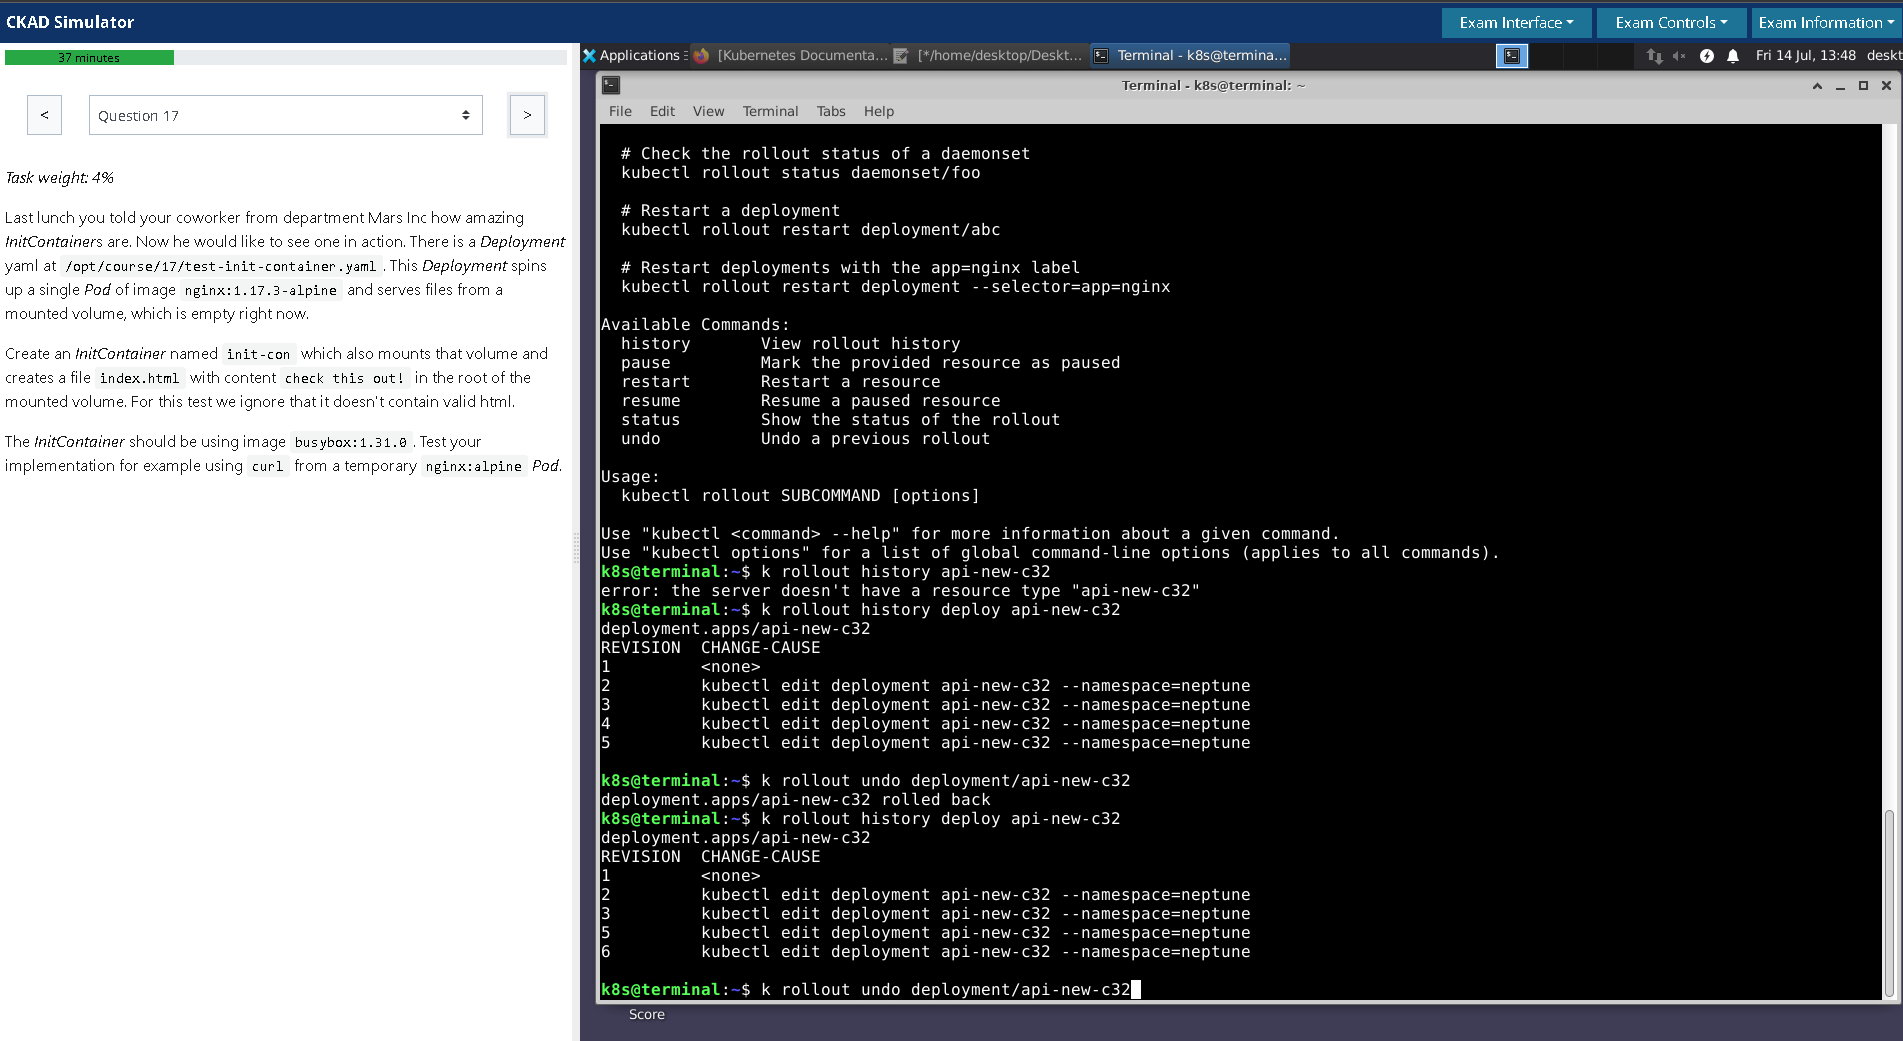 CKAD Simulator
Exam Interface
Exam Controls
Exam Information
37 minutes
<
Question 17
>
Task weight: 4%
Last lunch you told your coworker from department Mars Inc how amazing
InitContainers are. Now he would like to see one in action. There is a Deployment
yaml at /opt/course/17/test-init-container.yaml . This Deployment spins
up a single Pod of image nginx:1.17.3-alpine and serves files from a
mounted volume, which is empty right now.
Create an InitContainer named init-con which also mounts that volume and
creates a file index.html with content check this out! in the root of the
mounted volume. For this test we ignore that it doesn't contain valid html.
The InitContainer should be using image busybox:1.31.0 . Test your
implementation for example using curl from a temporary nginx:alpine Pod.
Applications
[Kubernetes Documenta...
[*/home/desktop/Deskt...
Terminal - k8s@termina...
Fri 14 Jul, 13:48
deskt
Terminal - k8s@terminal: ~
File Edit View Terminal Tabs Help
# Check the rollout status of a daemonset
kubectl rollout status daemonset/foo
# Restart a deployment
kubectl rollout restart deployment/abc
# Restart deployments with the app=nginx label
kubectl rollout restart deployment --selector=app=nginx
Available Commands:
history View rollout history
pause Mark the provided resource as paused
restart Restart a resource
resume Resume a paused resource
status Show the status of the rollout
undo Undo a previous rollout
Usage:
kubectl rollout SUBCOMMAND [options]
Use "kubectl <command> --help" for more information about a given command.
Use "kubectl options" for a list of global command-line options (applies to all commands).
k8s@terminal:~$ k rollout history api-new-c32
error: the server doesn't have a resource type "api-new-c32"
k8s@terminal:~$ k rollout history deploy api-new-c32
deployment.apps/api-new-c32
REVISION CHANGE-CAUSE
1 <none>
2 kubectl edit deployment api-new-c32 --namespace=neptune
3 kubectl edit deployment api-new-c32 --namespace=neptune
4 kubectl edit deployment api-new-c32 --namespace=neptune
5 kubectl edit deployment api-new-c32 --namespace=neptune
k8s@terminal:~$ k rollout undo deployment/api-new-c32
deployment.apps/api-new-c32 rolled back
k8s@terminal:~$ k rollout history deploy api-new-c32
deployment.apps/api-new-c32
REVISION CHANGE-CAUSE
1 <none>
2 kubectl edit deployment api-new-c32 --namespace=neptune
3 kubectl edit deployment api-new-c32 --namespace=neptune
5 kubectl edit deployment api-new-c32 --namespace=neptune
6 kubectl edit deployment api-new-c32 --namespace=neptune
k8s@terminal:~$ k rollout undo deployment/api-new-c32
Score